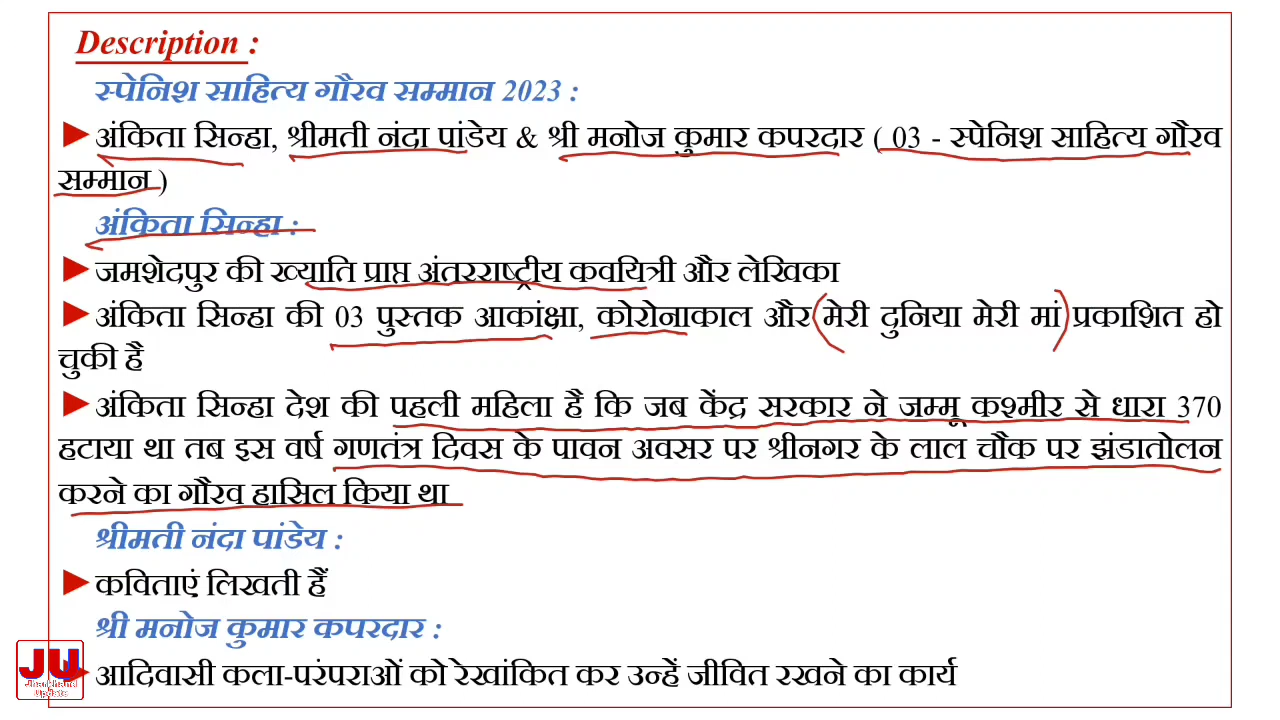 Description :
स्पेनिश साहित्य गौरव सम्मान 2023 :
अंकिता सिन्हा, श्रीमती नंदा पांडेय & श्री मनोज कुमार कपरदार ( 03 - स्पेनिश साहित्य गौरव
सम्मान )
अंकिता सिन्हा :
जमशेदपुर की ख्याति प्राप्त अंतरराष्ट्रीय कवयित्री और लेखिका
अंकिता सिन्हा की 03 पुस्तक आकांक्षा, कोरोनाकाल और मेरी दुनिया मेरी मां प्रकाशित हो
चुकी है
अंकिता सिन्हा देश की पहली महिला है कि जब केंद्र सरकार ने जम्मू कश्मीर से धारा 370
हटाया था तब इस वर्ष गणतंत्र दिवस के पावन अवसर पर श्रीनगर के लाल चौक पर झंडातोलन
करने का गौरव हासिल किया था
श्रीमती नंदा पांडेय :
कविताएं लिखती हैं
श्री मनोज कुमार कपरदार :
आदिवासी कला-परंपराओं को रेखांकित कर उन्हें जीवित रखने का कार्य
JU
Jharkhand
Update